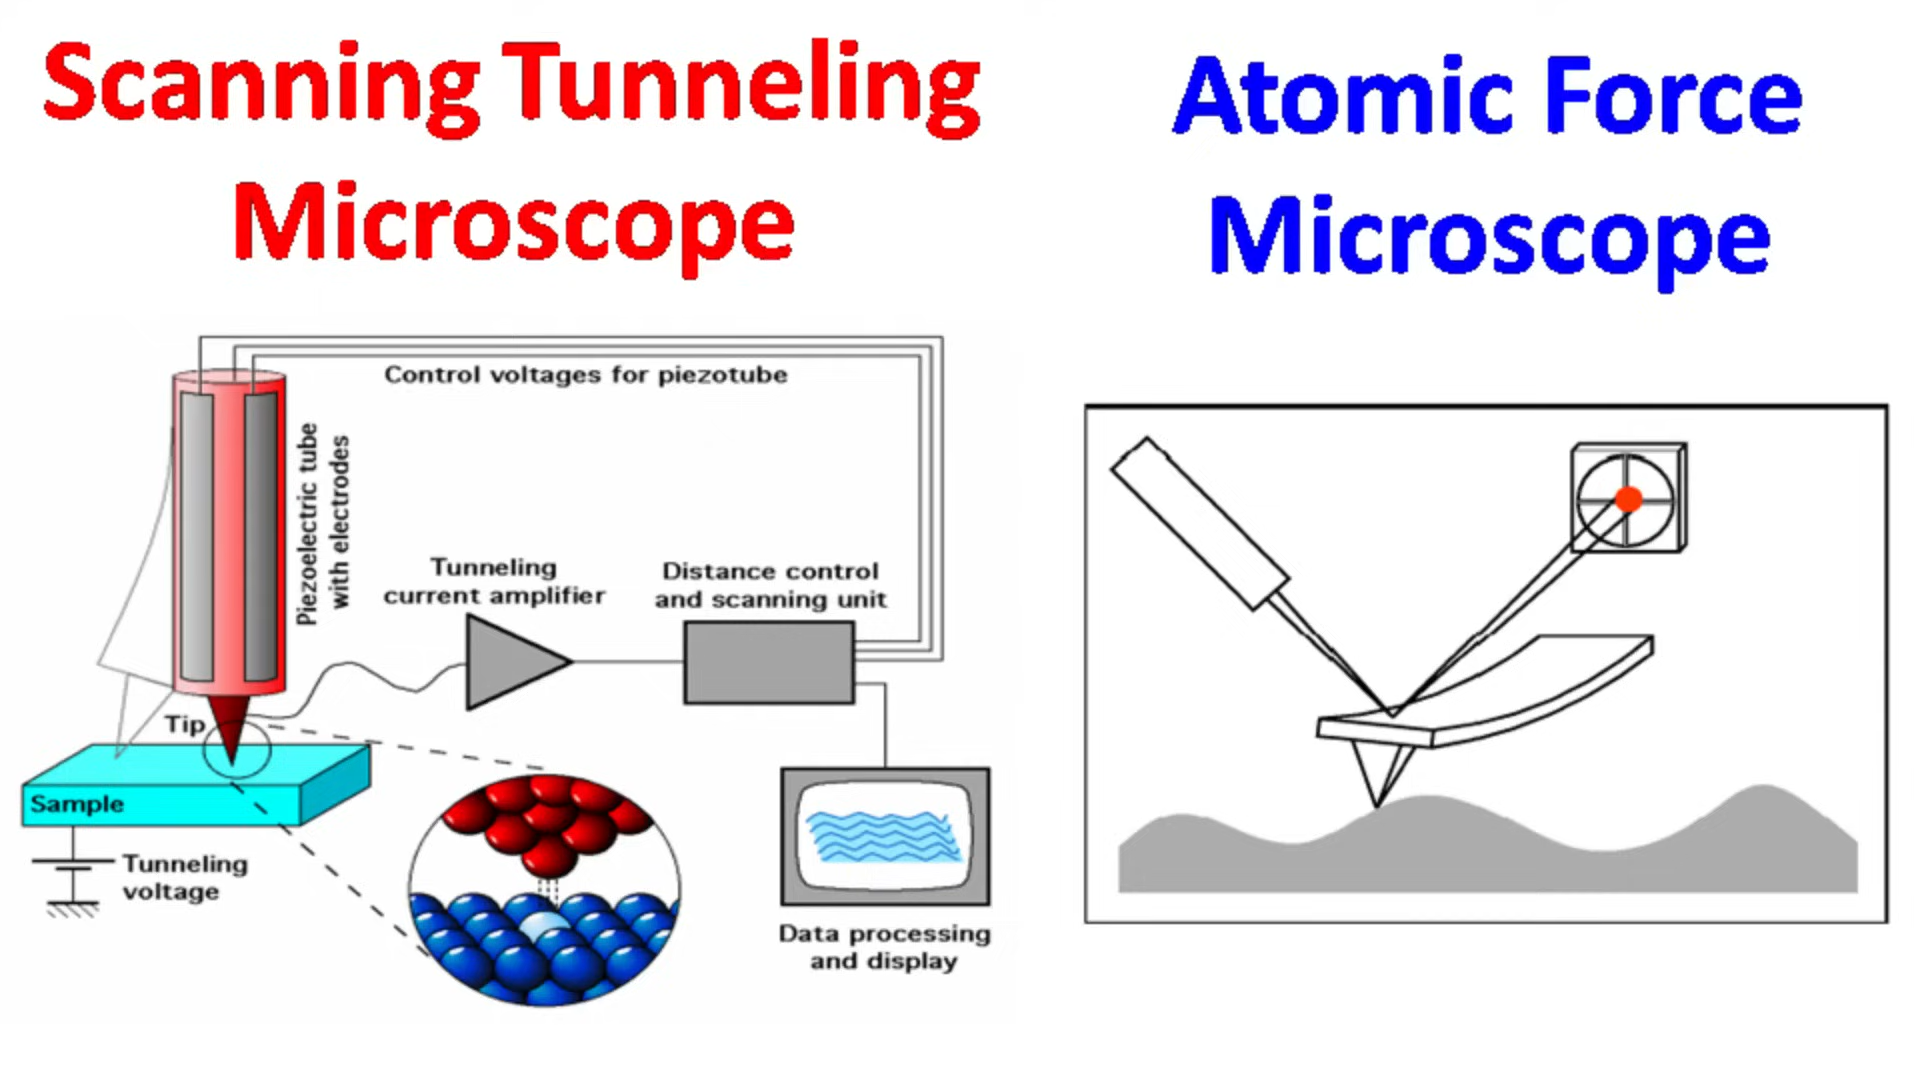 Scanning Tunneling
Microscope
Atomic Force
Microscope
Control voltages for piezotube
Piezoelectric tube
with electrodes
Tunneling
current amplifier
Distance control
and scanning unit
Tip
Sample
Tunneling
voltage
Data processing
and display